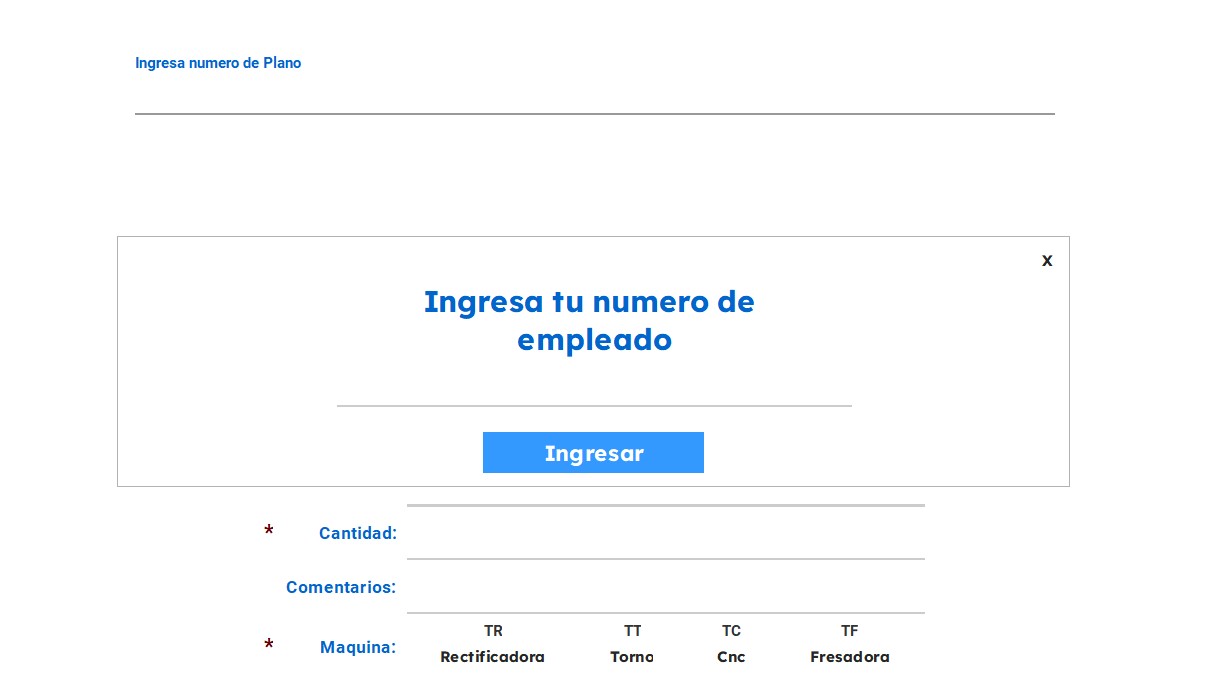 Ingresa numero de Plano
x
Ingresa tu numero de
empleado
Ingresar
* Cantidad:
Comentarios:
* Maquina:
TR TT TC TF
Rectificadora Torno Cnc Fresadora